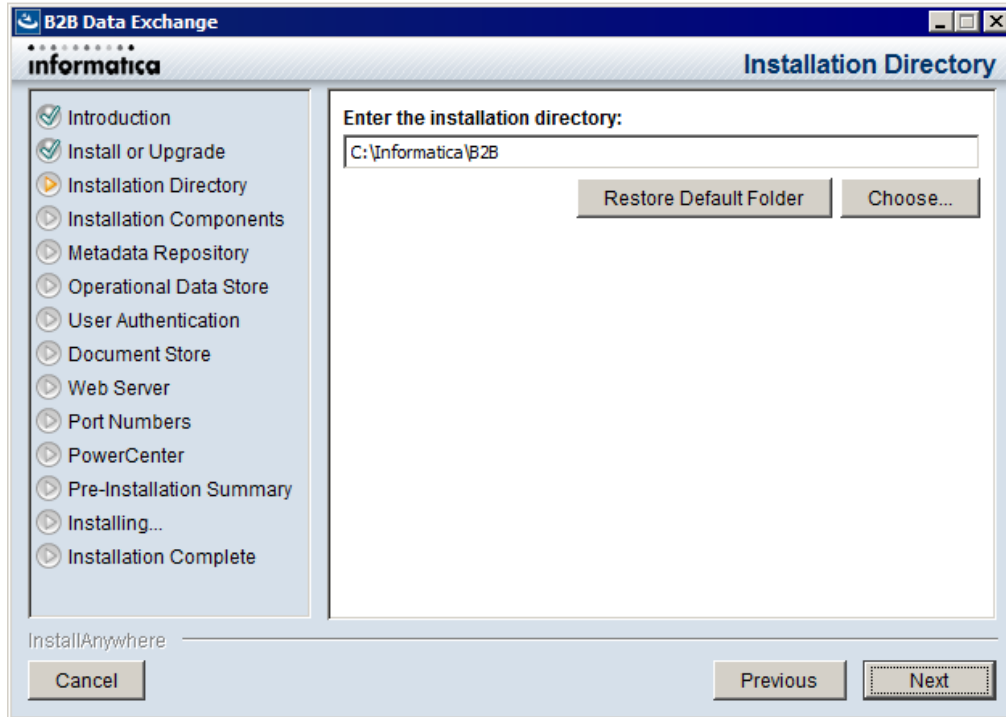 B2B Data Exchange
informatica
Installation Directory
Introduction
Install or Upgrade
Installation Directory
Installation Components
Metadata Repository
Operational Data Store
User Authentication
Document Store
Web Server
Port Numbers
PowerCenter
Pre-Installation Summary
Installing...
Installation Complete
Enter the installation directory:
C:\Informatica\B2B
Restore Default Folder
Choose...
InstallAnywhere
Cancel
Previous
Next